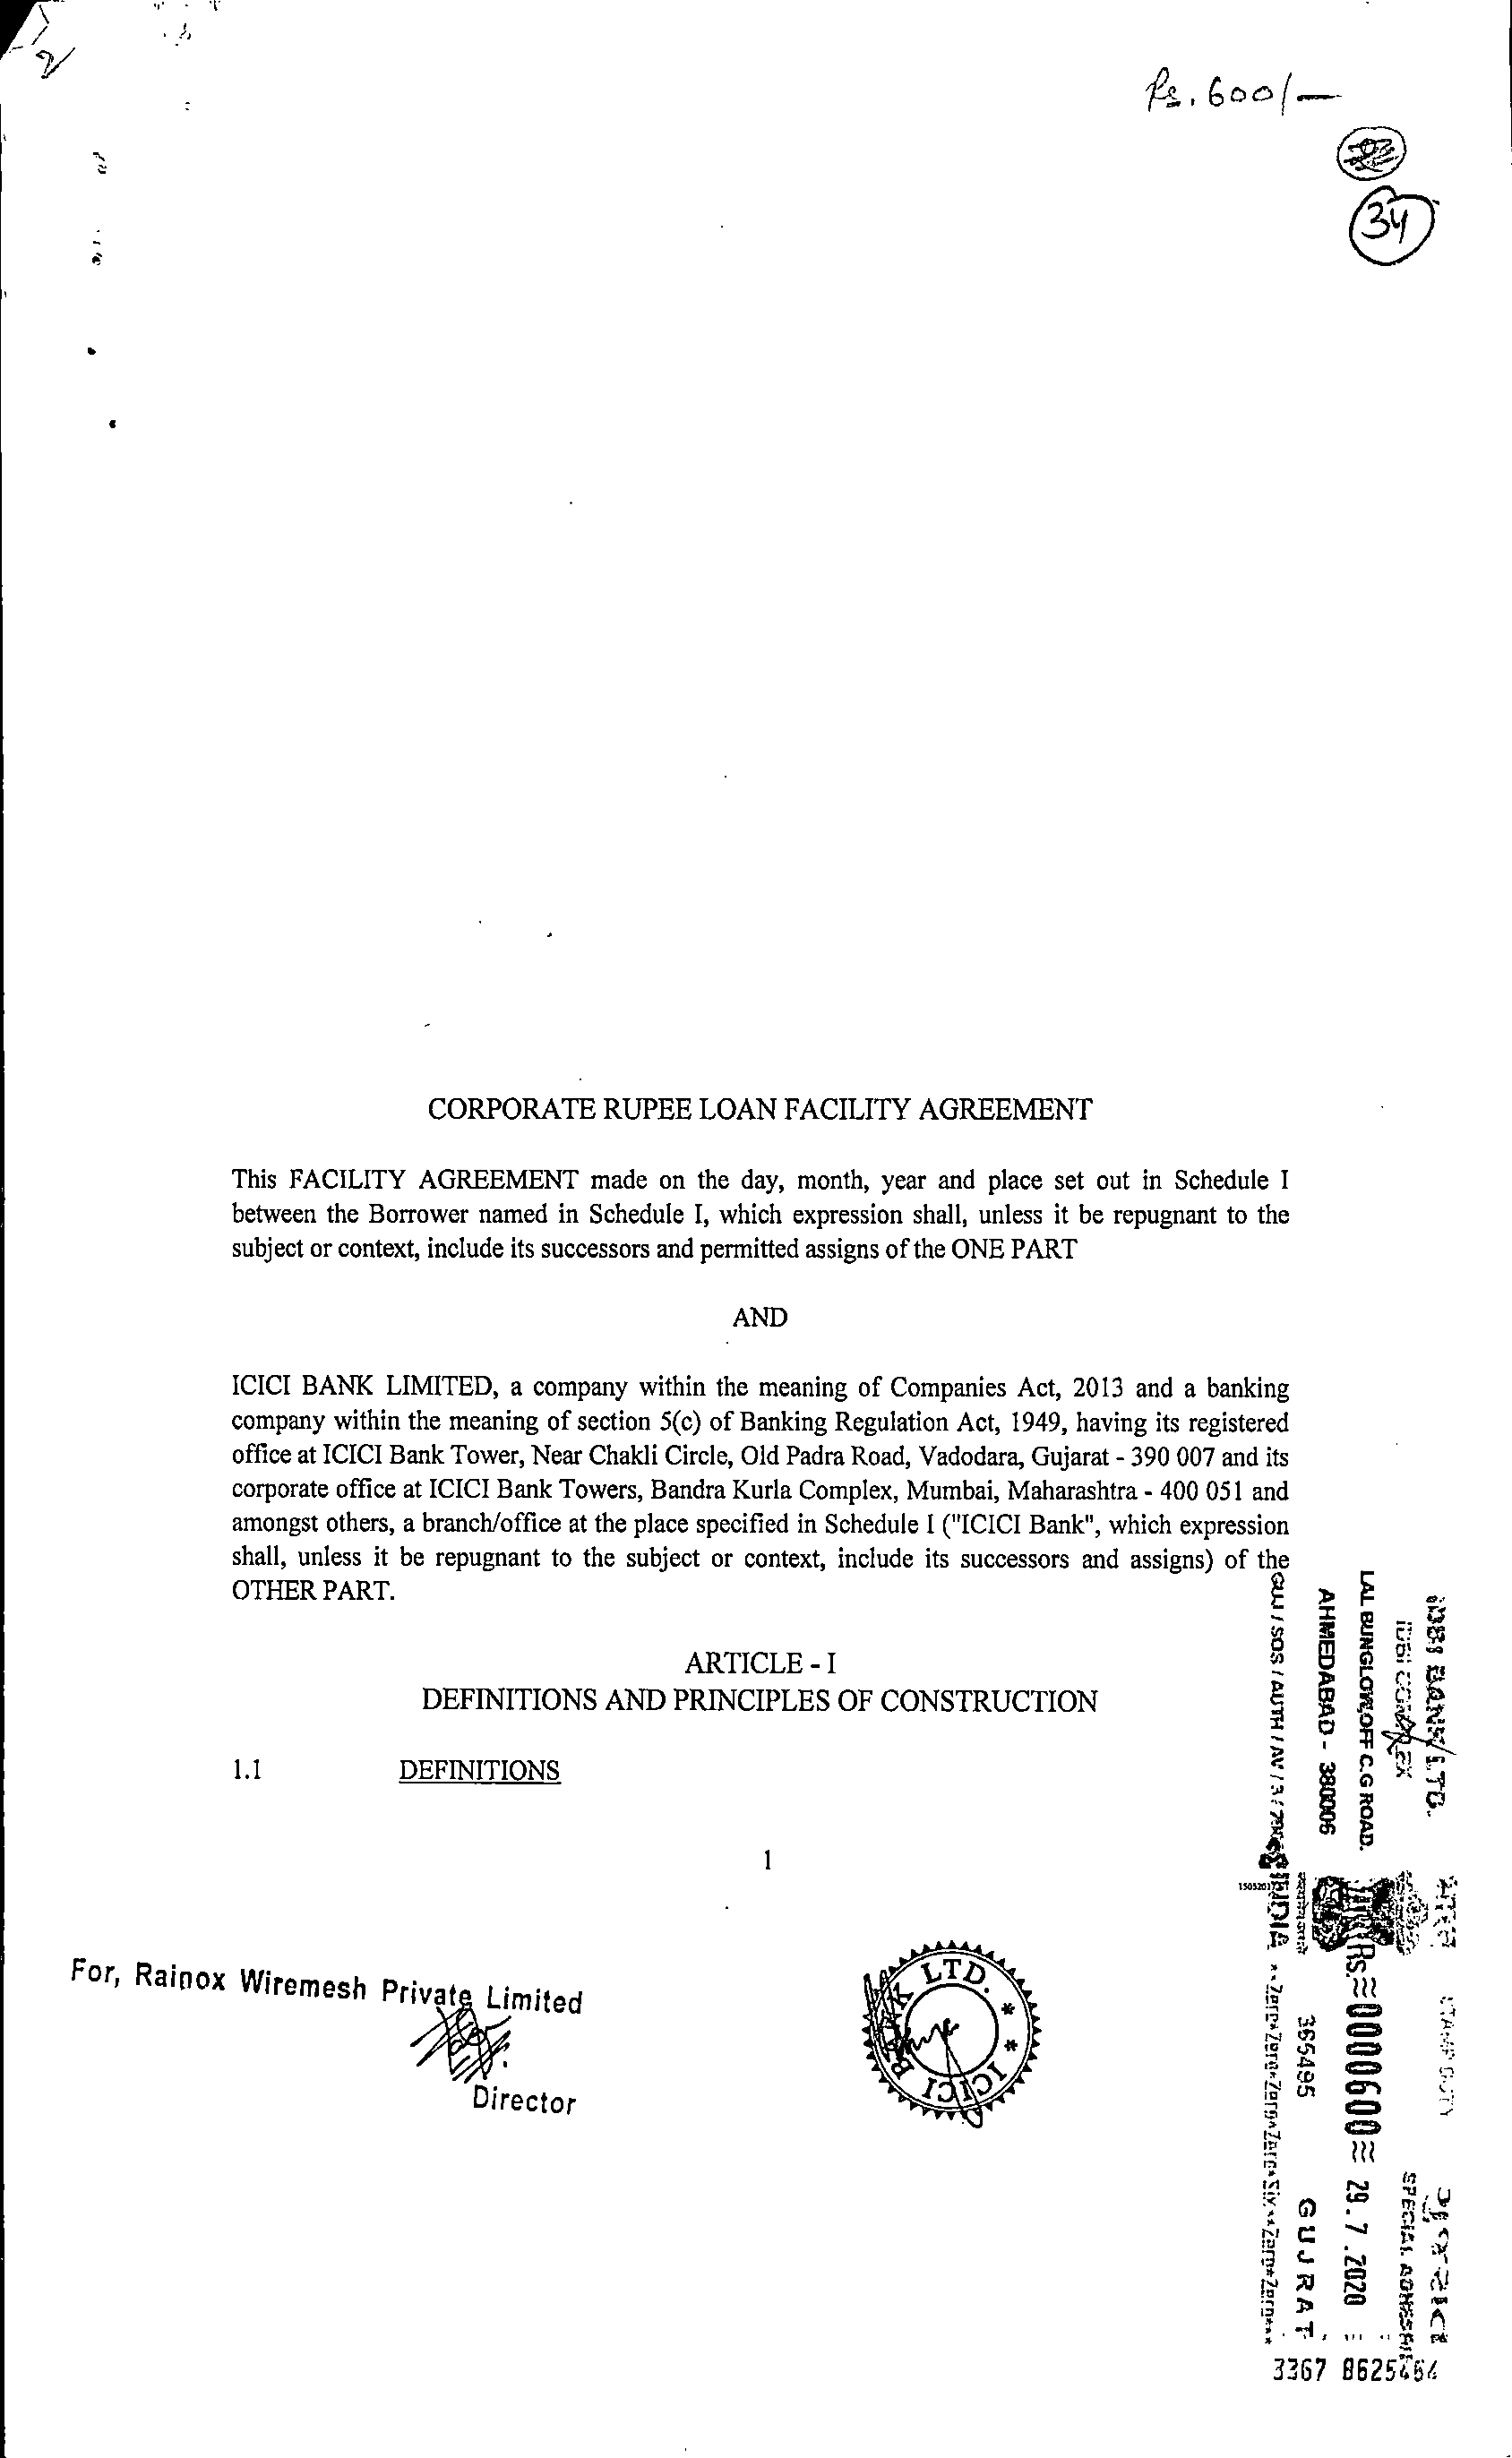 Rs. 600/-
34
CORPORATE RUPEE LOAN FACILITY AGREEMENT
This FACILITY AGREEMENT made on the day, month, year and place set out in Schedule I
between the Borrower named in Schedule I, which expression shall, unless it be repugnant to the
subject or context, include its successors and permitted assigns of the ONE PART
AND
ICICI BANK LIMITED, a company within the meaning of Companies Act, 2013 and a banking
company within the meaning of section 5(c) of Banking Regulation Act, 1949, having its registered
office at ICICI Bank Tower, Near Chakli Circle, Old Padra Road, Vadodara, Gujarat - 390 007 and its
corporate office at ICICI Bank Towers, Bandra Kurla Complex, Mumbai, Maharashtra - 400 051 and
amongst others, a branch/office at the place specified in Schedule I ("ICICI Bank", which expression
shall, unless it be repugnant to the subject or context, include its successors and assigns) of the
OTHER PART.
ARTICLE - I
DEFINITIONS AND PRINCIPLES OF CONSTRUCTION
1.1 DEFINITIONS
1
For, Rainox Wiremesh Private Limited
Director
ICICI BANK LTD. * *
IDBI BANK LTD.
IDBI COMPLEX
LAL BUNGLOW,OFF C.G ROAD.
AHMEDABAD - 380006
GUJ / SOS / AUTH / AV / 3 /
INDIA
STAMP DUTY
Rs.≈0000600≈ 29.7.2020
365495 GUJRAT
Zero*Zero*Zero*Zero*Six**Zero*Zero***
SPECIAL ADHESIVE
3367